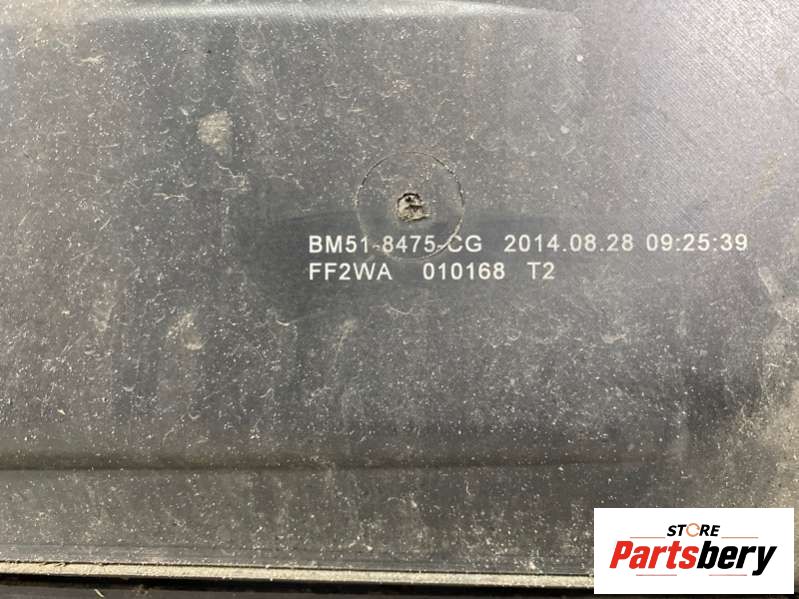 BM51-8475-CG 2014.08.28 09:25:39
FF2WA 010168 T2
STORE
Partsbery